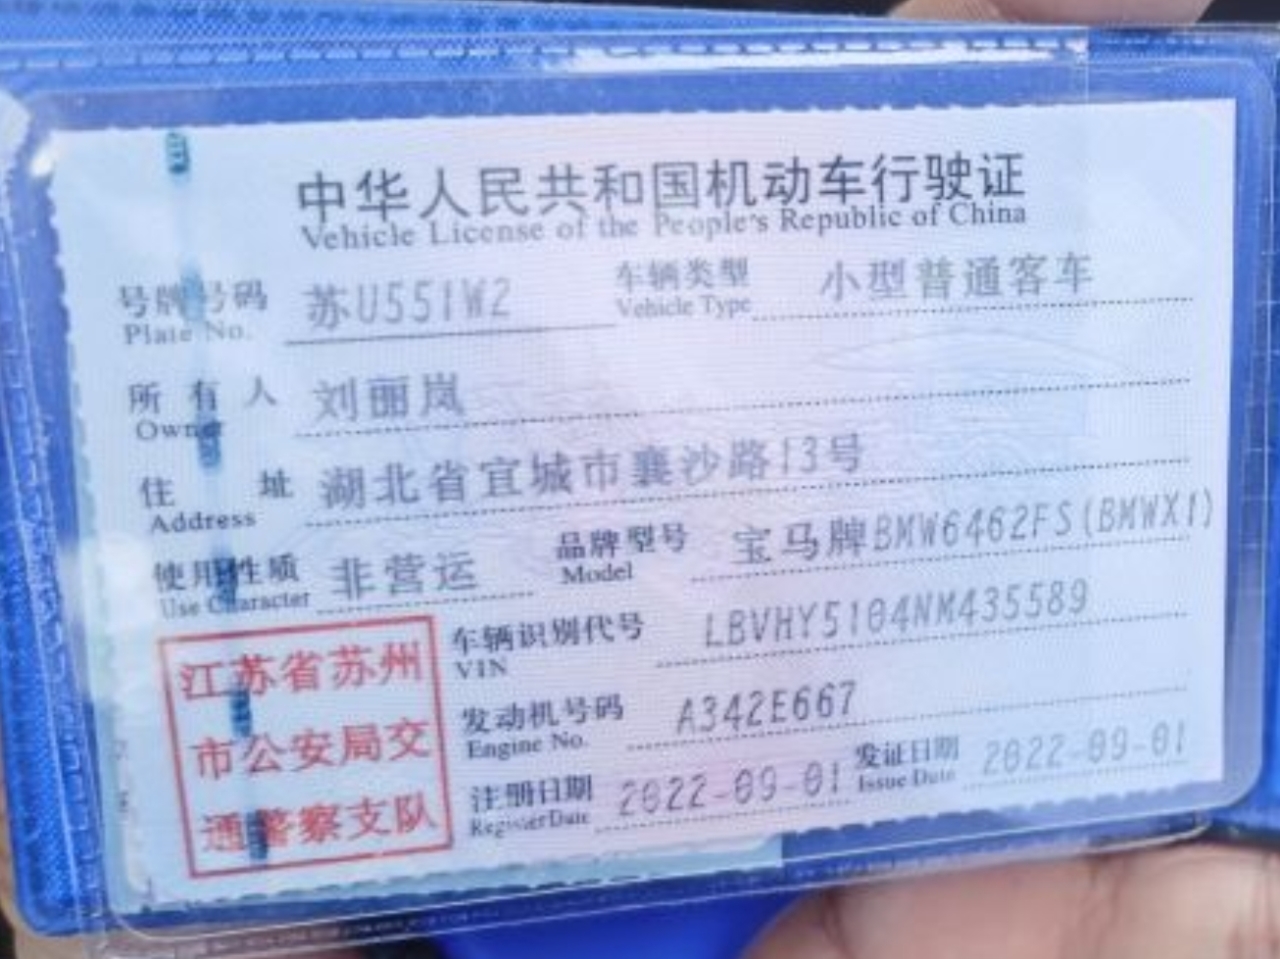 中华人民共和国机动车行驶证
Vehicle License of the People's Republic of China
号牌号码 苏U551W2 车辆类型 小型普通客车
Plate No. Vehicle Type
所有人 刘丽岚
Owner
住址 湖北省宜城市襄沙路13号
Address
使用性质 非营运 品牌型号 宝马牌BMW6462FS(BMWX1)
Use Character Model
车辆识别代号 LBVHY5104NM435589
VIN
发动机号码 A342E667
Engine No.
注册日期 2022-09-01 发证日期 2022-09-01
Register Date Issue Date
江苏省苏州
市公安局交
通警察支队